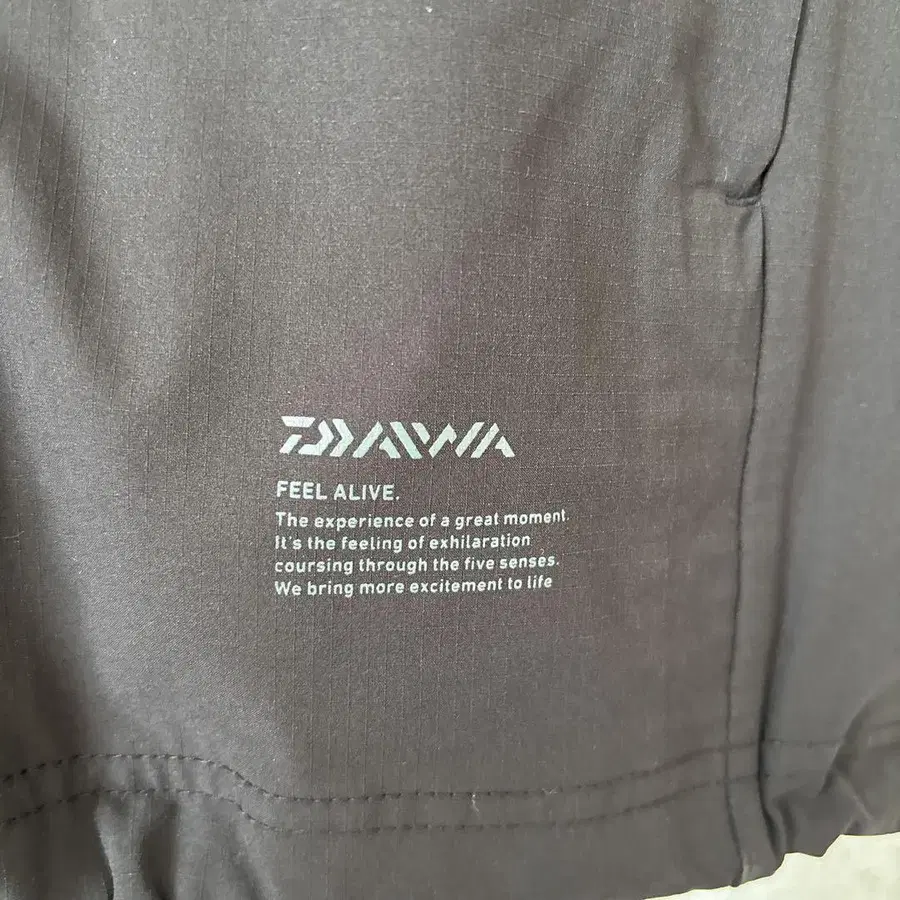 DAIWA
FEEL ALIVE.
The experience of a great moment.
It's the feeling of exhilaration
coursing through the five senses.
We bring more excitement to life